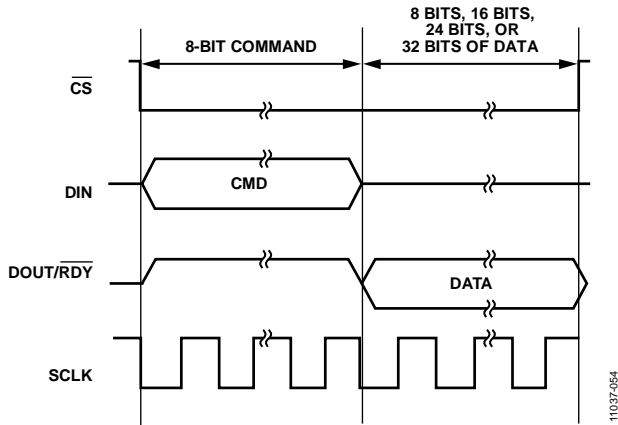 8-BIT COMMAND
8 BITS, 16 BITS,
24 BITS, OR
32 BITS OF DATA
CS
DIN
CMD
DOUT/RDY
DATA
SCLK
11037-054